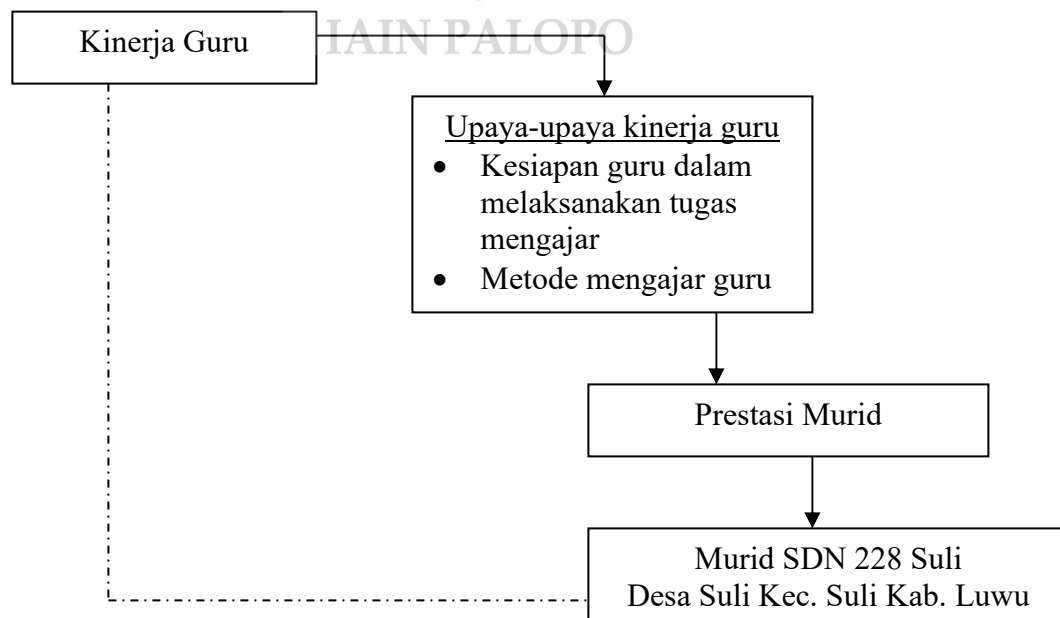 IAIN PALOPO
Kinerja Guru
Upaya-upaya kinerja guru
• Kesiapan guru dalam
melaksanakan tugas
mengajar
• Metode mengajar guru
Prestasi Murid
Murid SDN 228 Suli
Desa Suli Kec. Suli Kab. Luwu